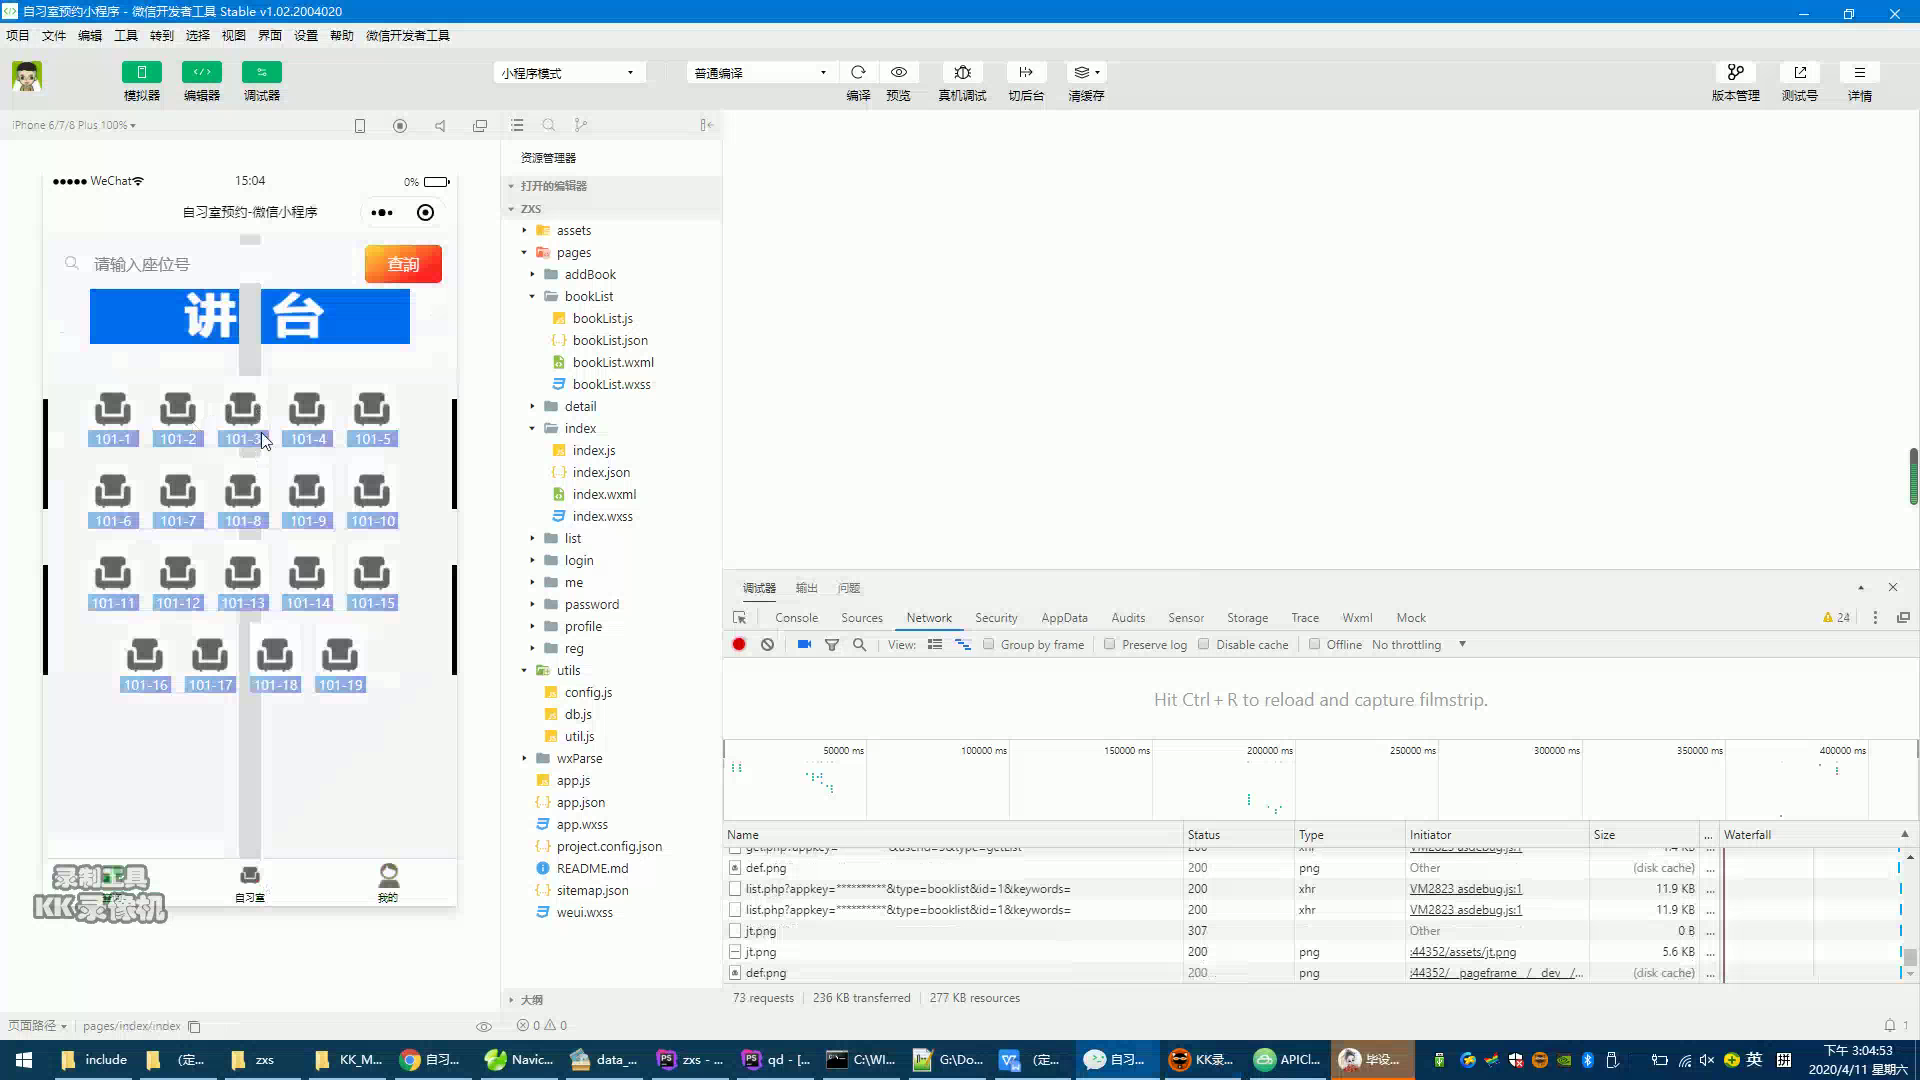 自习室预约小程序 - 微信开发者工具 Stable v1.02.2004020
项目 文件 编辑 工具 转到 选择 视图 界面 设置 帮助 微信开发者工具
模拟器 编辑器 调试器
小程序模式 普通编译
编译 预览 真机调试 切后台 清缓存
版本管理 测试号 详情
iPhone 6/7/8 Plus 100%
WeChat 15:04 0%
自习室预约-微信小程序
请输入座位号 查詢
讲 台
101-1 101-2 101-3 101-4 101-5
101-6 101-7 101-8 101-9 101-10
101-11 101-12 101-13 101-14 101-15
101-16 101-17 101-18 101-19
自习室 我的
录制工具
KK录像机
页面路径 pages/index/index
资源管理器
打开的编辑器
ZXS
assets
pages
addBook
bookList
bookList.js
bookList.json
bookList.wxml
bookList.wxss
detail
index
index.js
index.json
index.wxml
index.wxss
list
login
me
password
profile
reg
utils
config.js
db.js
util.js
wxParse
app.js
app.json
app.wxss
project.config.json
README.md
sitemap.json
weui.wxss
大纲
0 0
调试器 输出 问题
Console Sources Network Security AppData Audits Sensor Storage Trace Wxml Mock 24
View: Group by frame Preserve log Disable cache Offline No throttling
Hit Ctrl + R to reload and capture filmstrip.
50000 ms 100000 ms 150000 ms 200000 ms 250000 ms 300000 ms 350000 ms 400000 ms
Name Status Type Initiator Size ... Waterfall
def.png 200 png Other (disk cache) ...
list.php?appkey=**********&type=booklist&id=1&keywords= 200 xhr VM2823 asdebug.js:1 11.9 KB ...
list.php?appkey=**********&type=booklist&id=1&keywords= 200 xhr VM2823 asdebug.js:1 11.9 KB ...
jt.png 307 Other 0 B ...
jt.png 200 png :44352/assets/jt.png 5.6 KB ...
def.png 200 png :44352/__pageframe__/__dev__/... (disk cache) ...
73 requests 236 KB transferred 277 KB resources
1
include (定... zxs KK_M... 自习... Navic... data_... zxs - ... qd - [... C:\WI... G:\Do... (定... 自习... KK录... APICl... 毕设... 英 拼
下午 3:04:53
2020/4/11 星期六